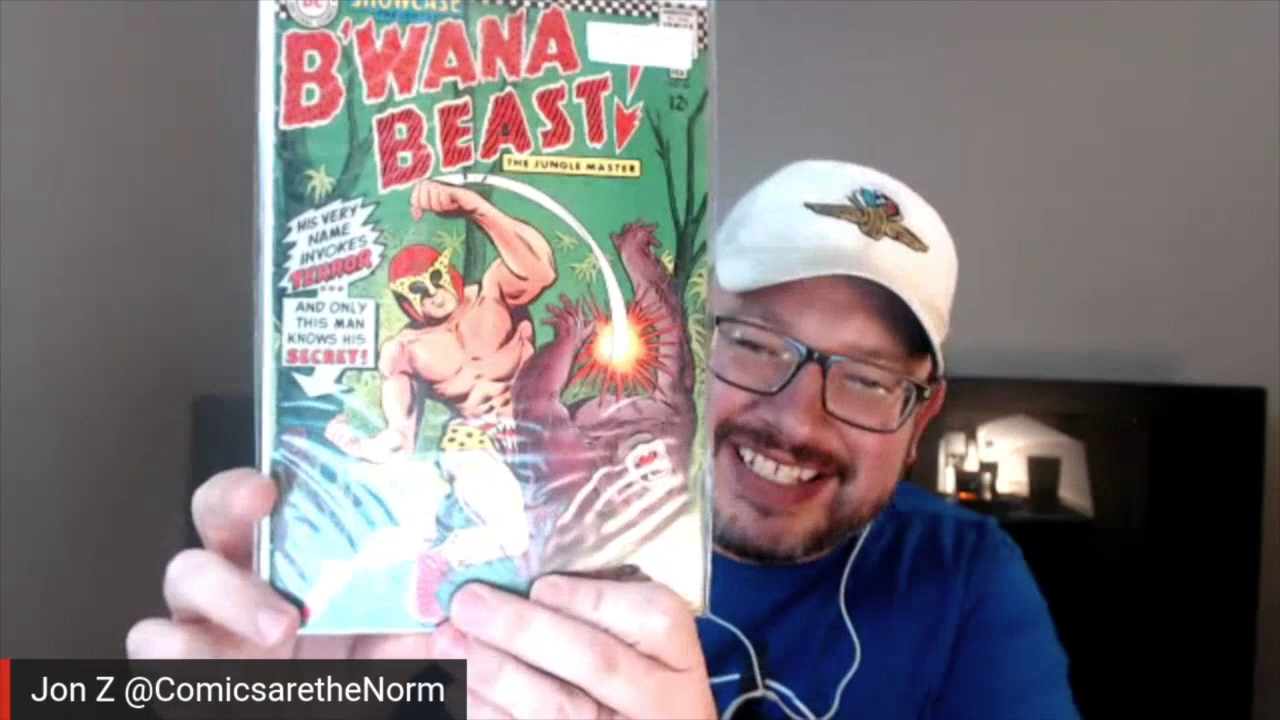 DC
SHOWCASE
B'WANA
BEAST!
12¢
THE JUNGLE MASTER
HIS VERY
NAME
INVOKES
TERROR
...
AND ONLY
THIS MAN
KNOWS HIS
SECRET!
Jon Z @ComicsaretheNorm